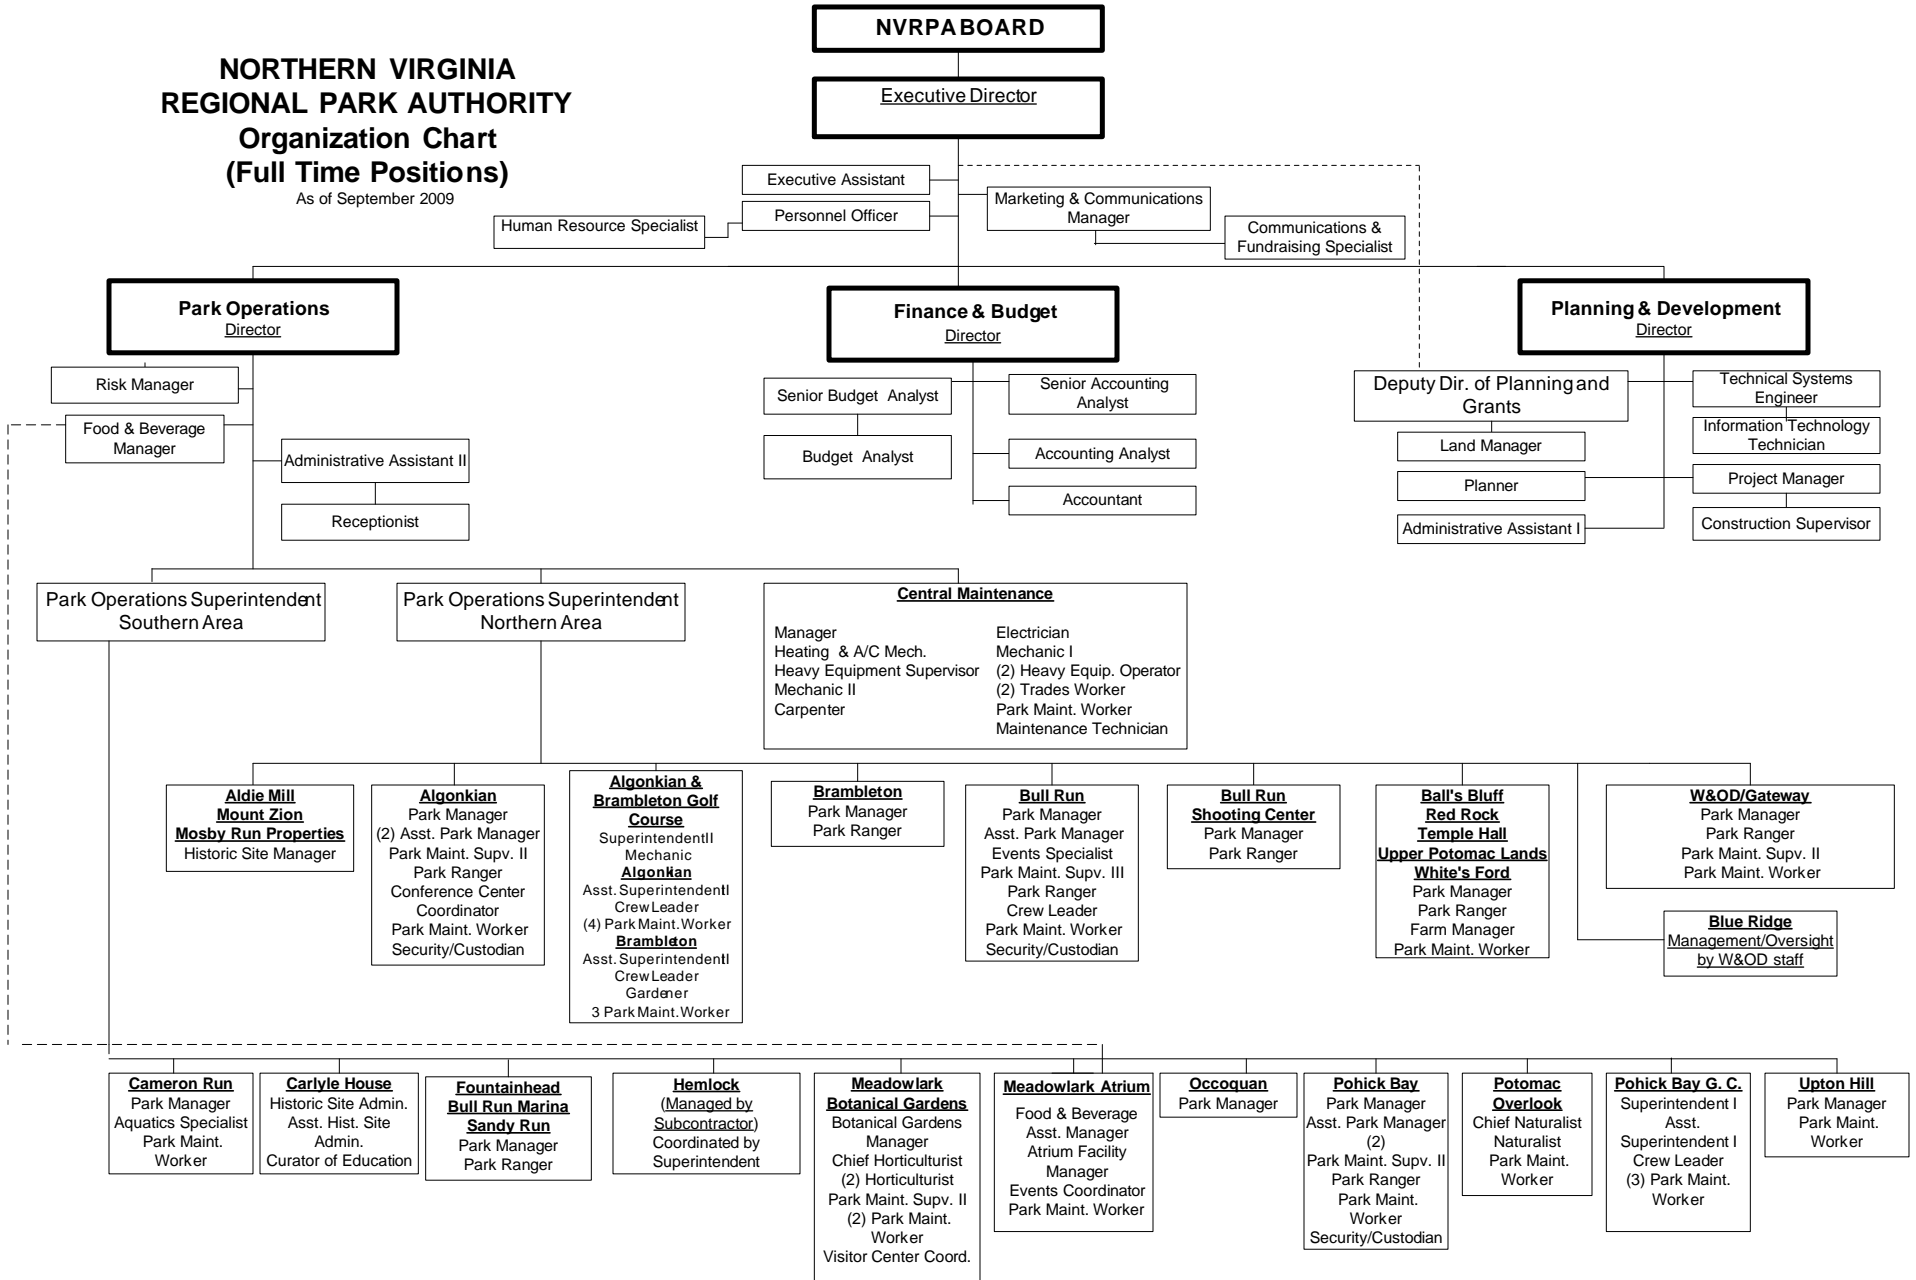 NVRPA BOARD
Executive Director
NORTHERN VIRGINIA
REGIONAL PARK AUTHORITY
Organization Chart
(Full Time Positions)
As of September 2009
Executive Assistant
Personnel Officer
Human Resource Specialist
Marketing & Communications
Manager
Communications &
Fundraising Specialist
Park Operations
Director
Finance & Budget
Director
Planning & Development
Director
Risk Manager
Food & Beverage
Manager
Administrative Assistant II
Receptionist
Senior Budget Analyst
Budget Analyst
Senior Accounting
Analyst
Accounting Analyst
Accountant
Deputy Dir. of Planning and
Grants
Land Manager
Planner
Administrative Assistant I
Technical Systems
Engineer
Information Technology
Technician
Project Manager
Construction Supervisor
Park Operations Superintendent
Southern Area
Park Operations Superintendent
Northern Area
Central Maintenance
Manager
Heating & A/C Mech.
Heavy Equipment Supervisor
Mechanic II
Carpenter
Electrician
Mechanic I
(2) Heavy Equip. Operator
(2) Trades Worker
Park Maint. Worker
Maintenance Technician
Aldie Mill
Mount Zion
Mosby Run Properties
Historic Site Manager
Algonkian
Park Manager
(2) Asst. Park Manager
Park Maint. Supv. II
Park Ranger
Conference Center
Coordinator
Park Maint. Worker
Security/Custodian
Algonkian &
Brambleton Golf
Course
Superintendent II
Mechanic
Algonkian
Asst. Superintendent II
Crew Leader
(4) Park Maint. Worker
Brambleton
Asst. Superintendent II
Crew Leader
Gardener
3 Park Maint. Worker
Brambleton
Park Manager
Park Ranger
Bull Run
Park Manager
Asst. Park Manager
Events Specialist
Park Maint. Supv. III
Park Ranger
Crew Leader
Park Maint. Worker
Security/Custodian
Bull Run
Shooting Center
Park Manager
Park Ranger
Ball's Bluff
Red Rock
Temple Hall
Upper Potomac Lands
White's Ford
Park Manager
Park Ranger
Farm Manager
Park Maint. Worker
W&OD/Gateway
Park Manager
Park Ranger
Park Maint. Supv. II
Park Maint. Worker
Blue Ridge
Management/Oversight
by W&OD staff
Cameron Run
Park Manager
Aquatics Specialist
Park Maint.
Worker
Carlyle House
Historic Site Admin.
Asst. Hist. Site
Admin.
Curator of Education
Fountainhead
Bull Run Marina
Sandy Run
Park Manager
Park Ranger
Hemlock
(Managed by
Subcontractor)
Coordinated by
Superintendent
Meadowlark
Botanical Gardens
Botanical Gardens
Manager
Chief Horticulturist
(2) Horticulturist
Park Maint. Supv. II
(2) Park Maint.
Worker
Visitor Center Coord.
Meadowlark Atrium
Food & Beverage
Asst. Manager
Atrium Facility
Manager
Events Coordinator
Park Maint. Worker
Occoquan
Park Manager
Pohick Bay
Park Manager
Asst. Park Manager
(2)
Park Maint. Supv. II
Park Ranger
Park Maint.
Worker
Security/Custodian
Potomac
Overlook
Chief Naturalist
Naturalist
Park Maint.
Worker
Pohick Bay G. C.
Superintendent I
Asst.
Superintendent I
Crew Leader
(3) Park Maint.
Worker
Upton Hill
Park Manager
Park Maint.
Worker